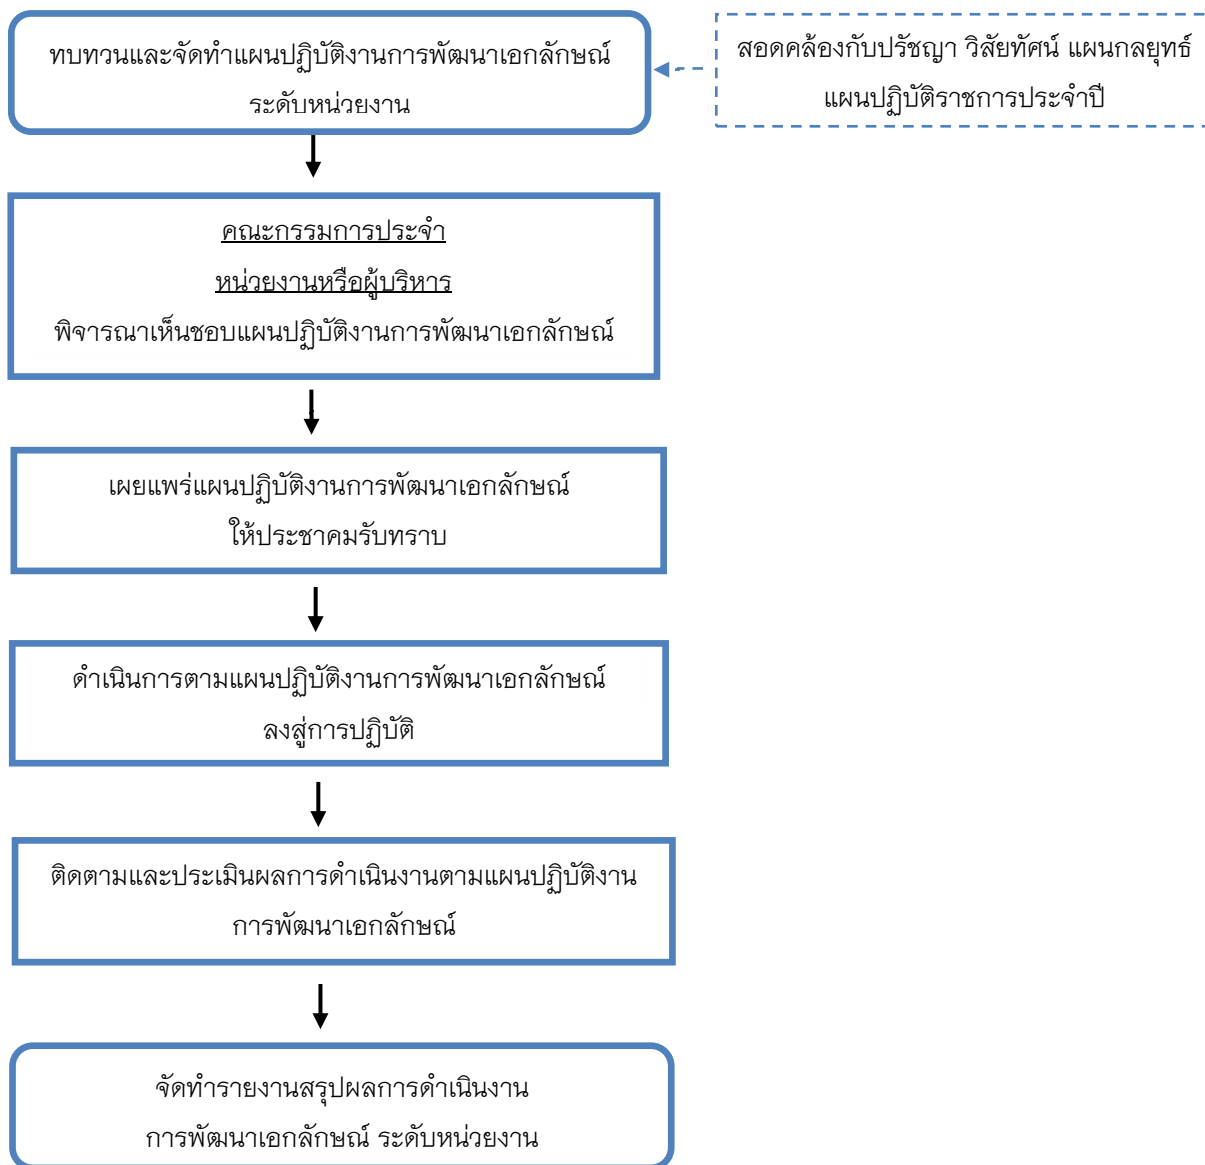 ทบทวนและจัดทำแผนปฏิบัติงานการพัฒนาเอกลักษณ์
ระดับหน่วยงาน
สอดคล้องกับปรัชญา วิสัยทัศน์ แผนกลยุทธ์
แผนปฏิบัติราชการประจำปี
คณะกรรมการประจำ
หน่วยงานหรือผู้บริหาร
พิจารณาเห็นชอบแผนปฏิบัติงานการพัฒนาเอกลักษณ์
เผยแพร่แผนปฏิบัติงานการพัฒนาเอกลักษณ์
ให้ประชาคมรับทราบ
ดำเนินการตามแผนปฏิบัติงานการพัฒนาเอกลักษณ์
ลงสู่การปฏิบัติ
ติดตามและประเมินผลการดำเนินงานตามแผนปฏิบัติงาน
การพัฒนาเอกลักษณ์
จัดทำรายงานสรุปผลการดำเนินงาน
การพัฒนาเอกลักษณ์ ระดับหน่วยงาน